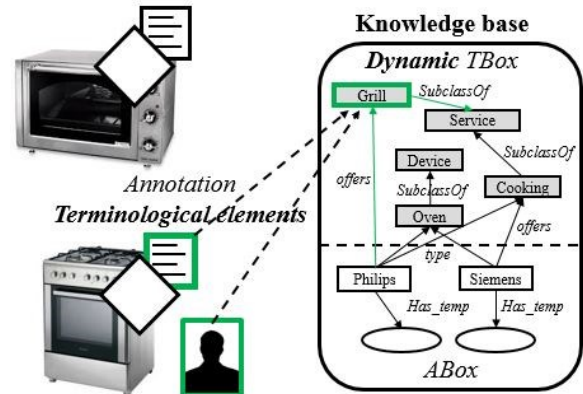 Knowledge base
Dynamic TBox
Grill
SubclassOf
Service
Device
SubclassOf
offers
SubclassOf
Cooking
Annotation
Terminological elements
Oven
offers
type
Philips
Siemens
Has_temp
Has_temp
ABox